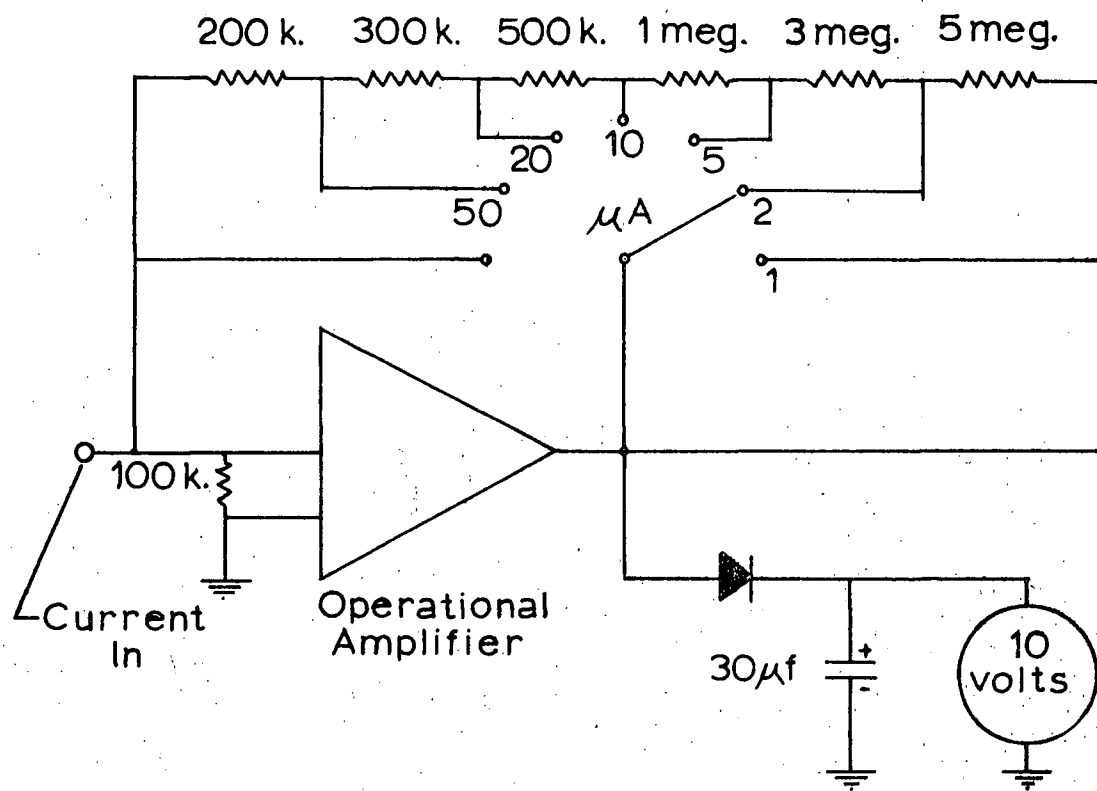 200 k. 300 k. 500 k. 1 meg. 3 meg. 5 meg.
20
10
5
50
μA
2
1
100 k.
Current
In
Operational
Amplifier
30μf
+
-
10
volts